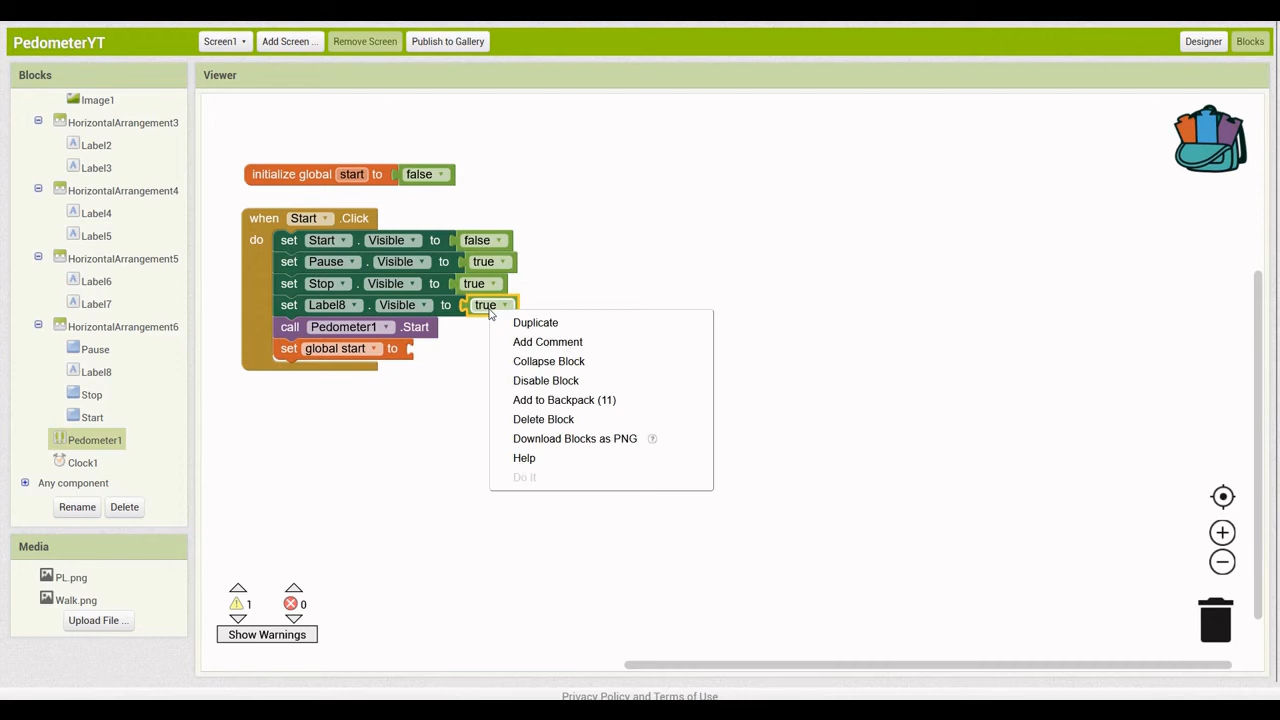 PedometerYT
Screen1
Add Screen ...
Remove Screen
Publish to Gallery
Designer
Blocks
Blocks
Viewer
Image1
HorizontalArrangement3
Label2
Label3
HorizontalArrangement4
Label4
Label5
HorizontalArrangement5
Label6
Label7
HorizontalArrangement6
Pause
Label8
Stop
Start
Pedometer1
Clock1
Any component
Rename
Delete
Media
PL.png
Walk.png
Upload File ...
initialize global start to false
when Start .Click
do set Start . Visible to false
set Pause . Visible to true
set Stop . Visible to true
set Label8 . Visible to true
call Pedometer1 .Start
set global start to
Duplicate
Add Comment
Collapse Block
Disable Block
Add to Backpack (11)
Delete Block
Download Blocks as PNG ?
Help
Do It
1
0
Show Warnings
Privacy Policy and Terms of Use